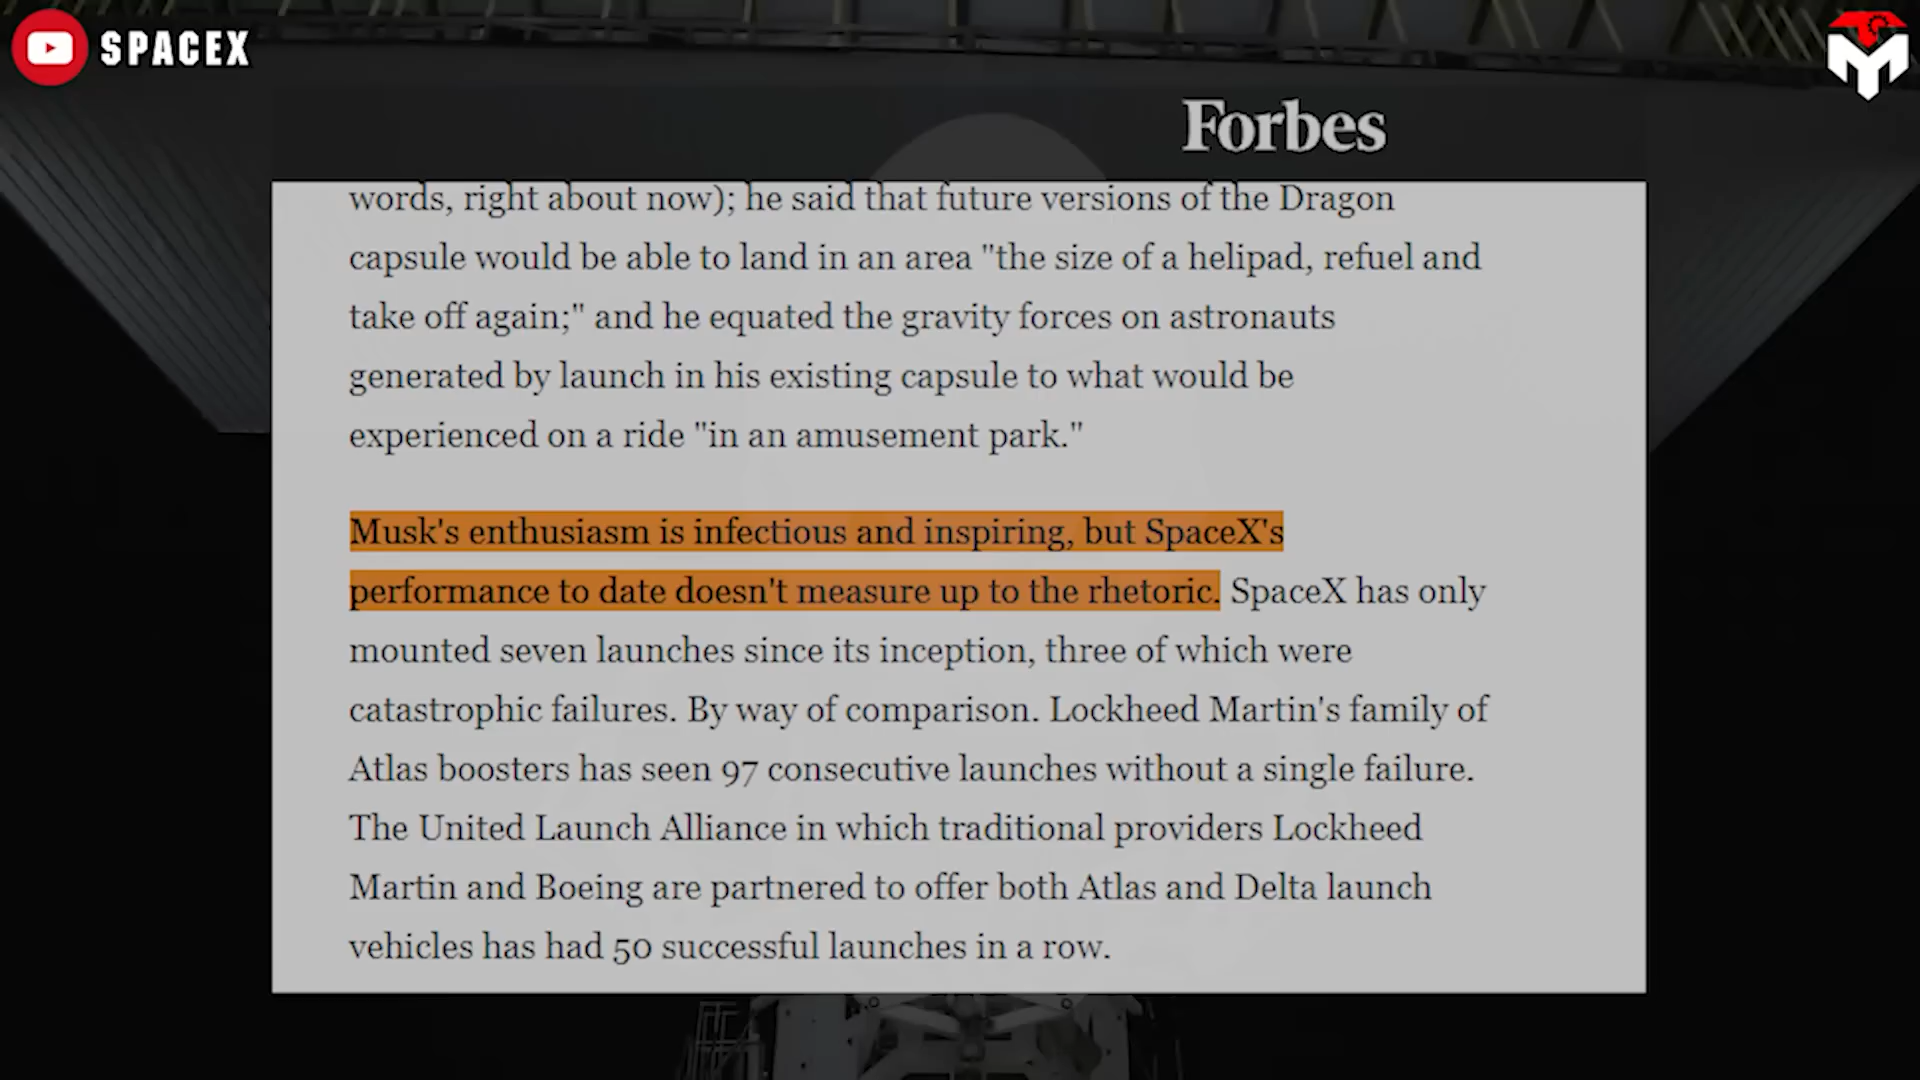 SPACEX
Forbes
words, right about now); he said that future versions of the Dragon
capsule would be able to land in an area "the size of a helipad, refuel and
take off again;" and he equated the gravity forces on astronauts
generated by launch in his existing capsule to what would be
experienced on a ride "in an amusement park."
Musk's enthusiasm is infectious and inspiring, but SpaceX's
performance to date doesn't measure up to the rhetoric. SpaceX has only
mounted seven launches since its inception, three of which were
catastrophic failures. By way of comparison. Lockheed Martin's family of
Atlas boosters has seen 97 consecutive launches without a single failure.
The United Launch Alliance in which traditional providers Lockheed
Martin and Boeing are partnered to offer both Atlas and Delta launch
vehicles has had 50 successful launches in a row.